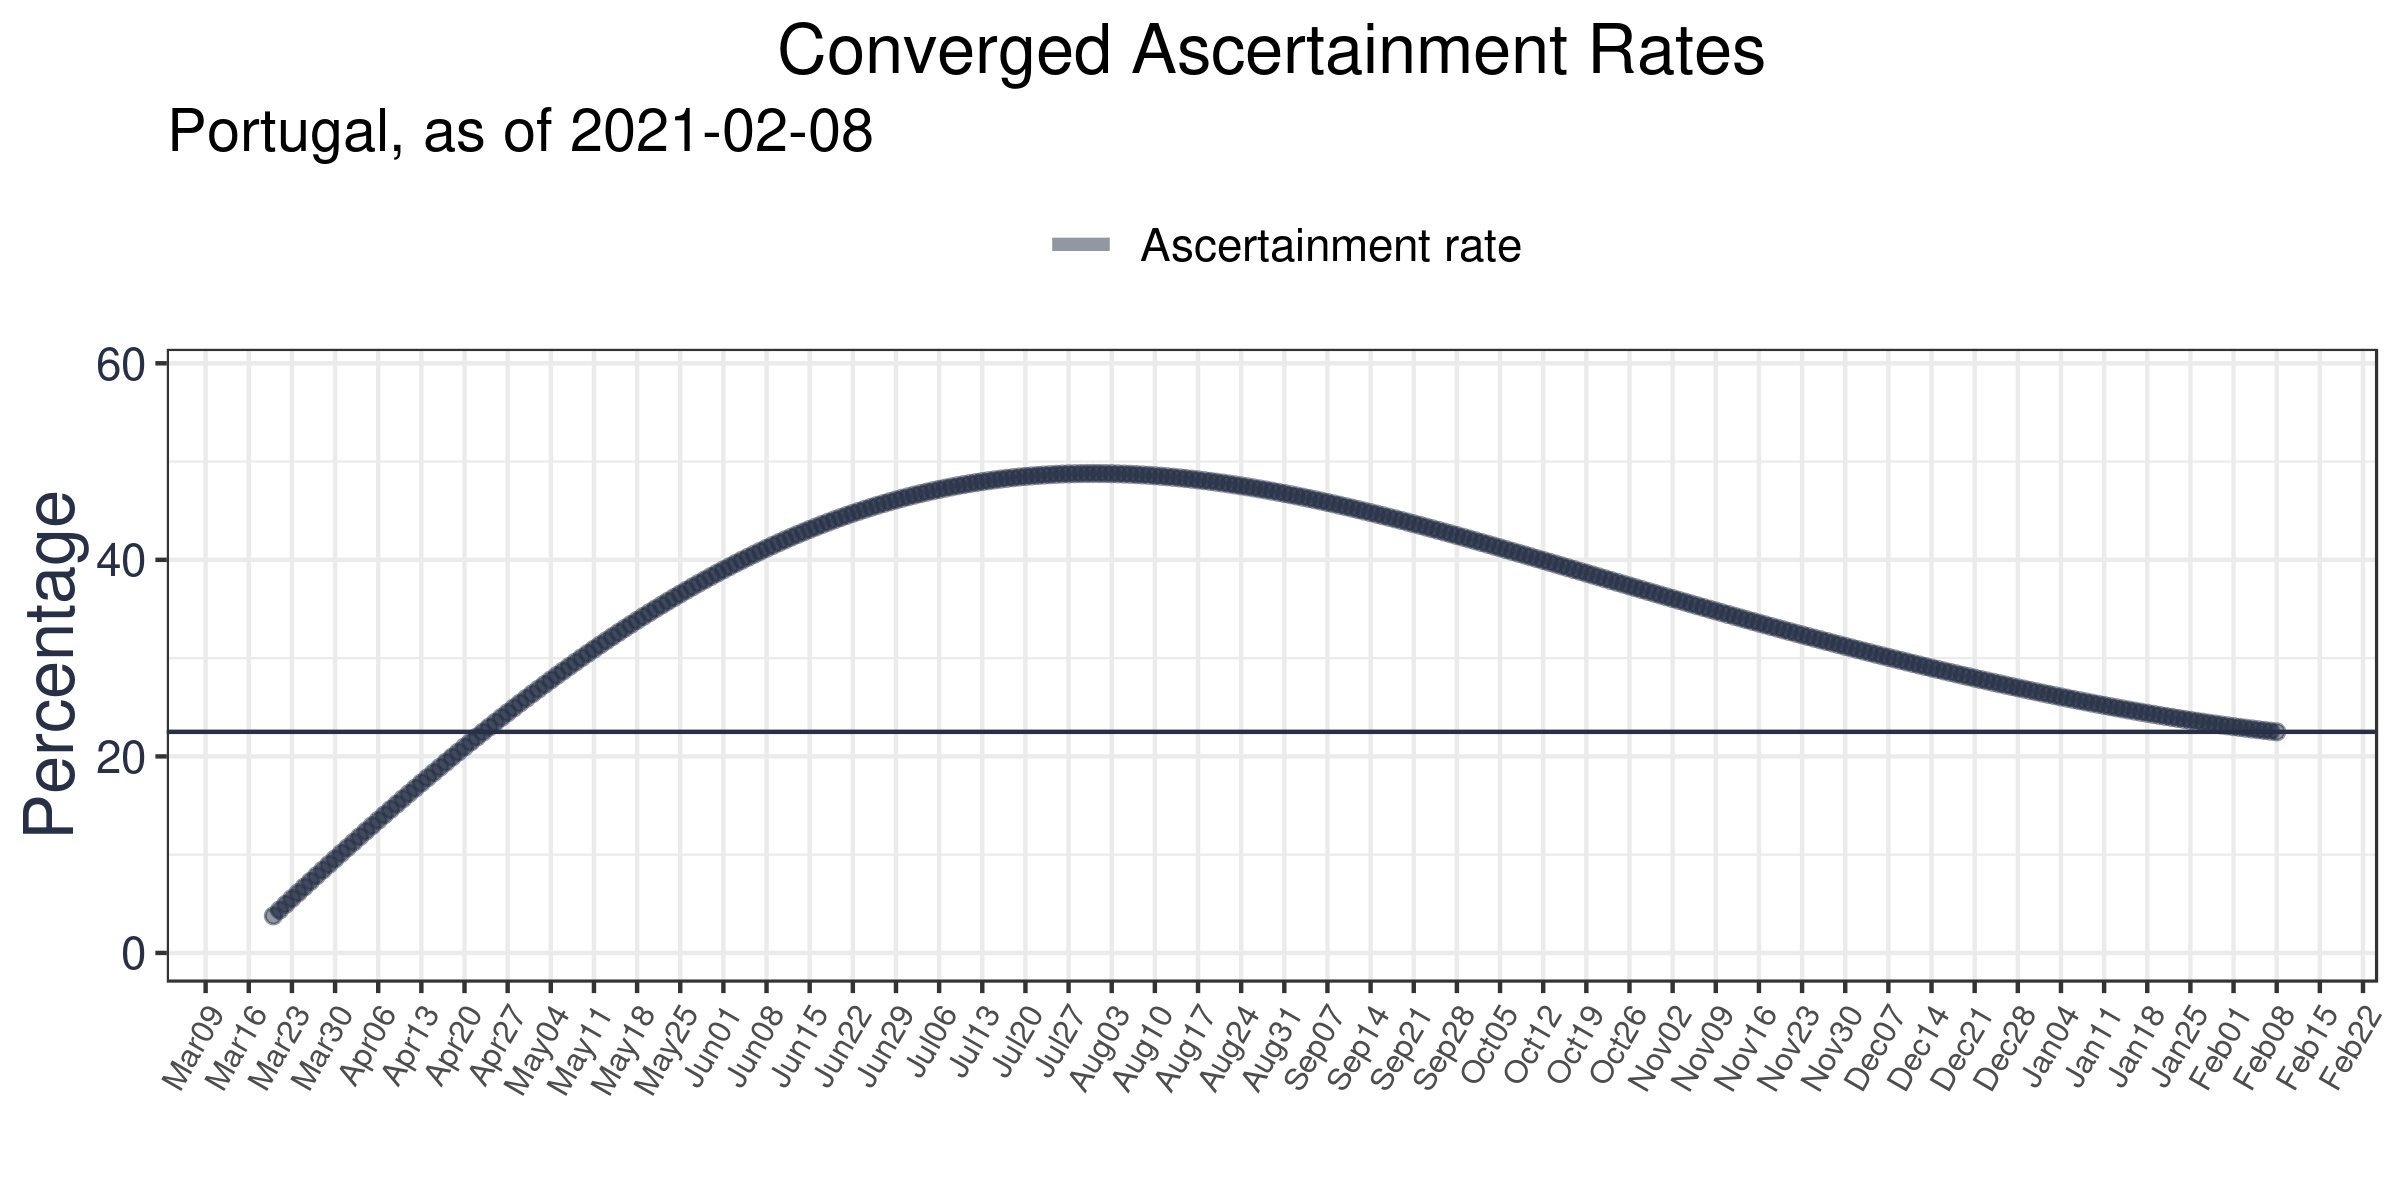 Converged Ascertainment Rates
Portugal, as of 2021-02-08
Ascertainment rate
Percentage
60
40
20
0
Mar09 Mar16 Mar23 Mar30 Apr06 Apr13 Apr20 Apr27 May04 May11 May18 May25 Jun01 Jun08 Jun15 Jun22 Jun29 Jul06 Jul13 Jul20 Jul27 Aug03 Aug10 Aug17 Aug24 Aug31 Sep07 Sep14 Sep21 Sep28 Oct05 Oct12 Oct19 Oct26 Nov02 Nov09 Nov16 Nov23 Nov30 Dec07 Dec14 Dec21 Dec28 Jan04 Jan11 Jan18 Jan25 Feb01 Feb08 Feb15 Feb22